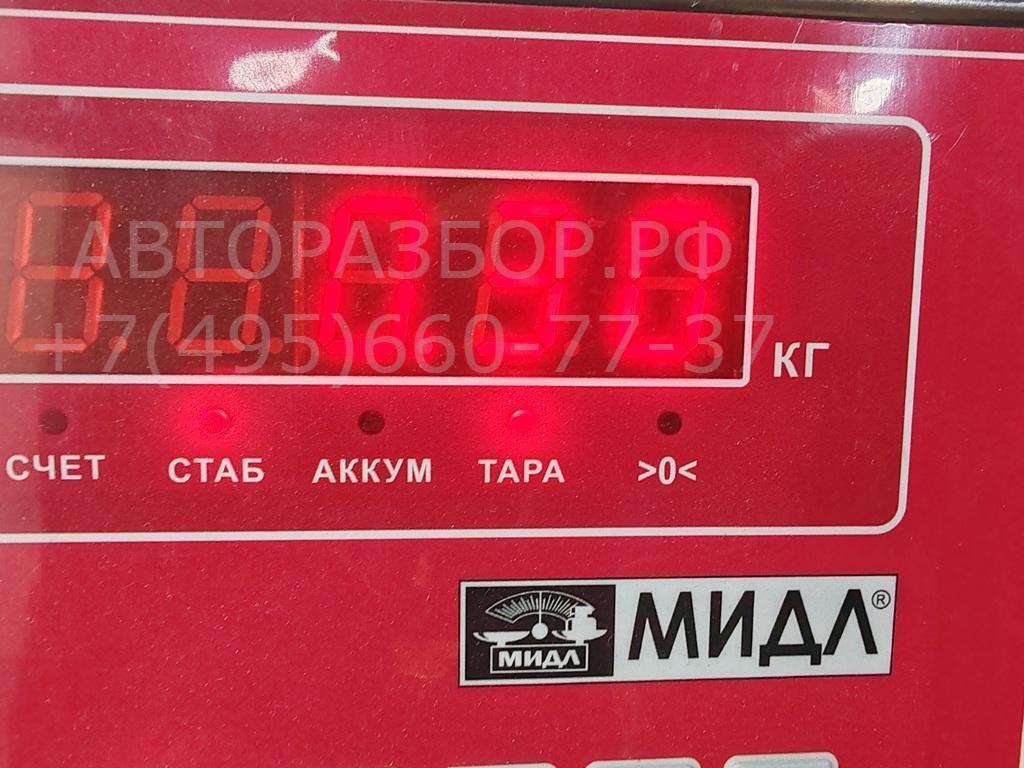 АВТОРАЗБОР.РФ
+7(495)660-77-37
КГ
СЧЕТ СТАБ АККУМ ТАРА >0<
МИДЛ МИДЛ®